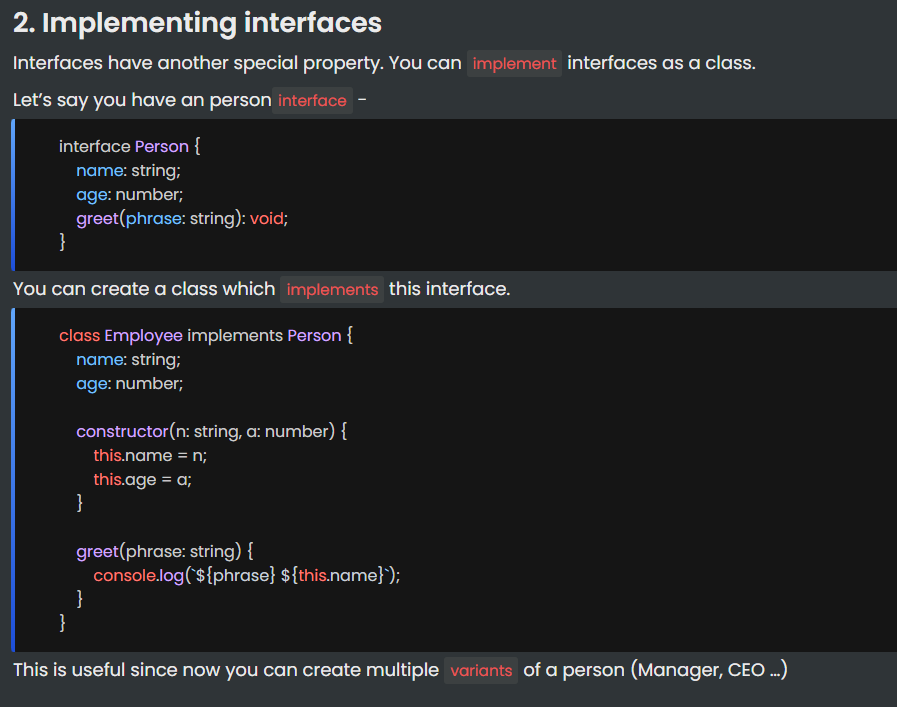 2. Implementing interfaces
Interfaces have another special property. You can implement interfaces as a class.
Let's say you have an person interface –
interface Person {
name: string;
age: number;
greet(phrase: string): void;
}
You can create a class which implements this interface.
class Employee implements Person {
name: string;
age: number;
constructor(n: string, a: number) {
this.name = n;
this.age = a;
}
greet(phrase: string) {
console.log(`${phrase} ${this.name}`);
}
}
This is useful since now you can create multiple variants of a person (Manager, CEO ...)